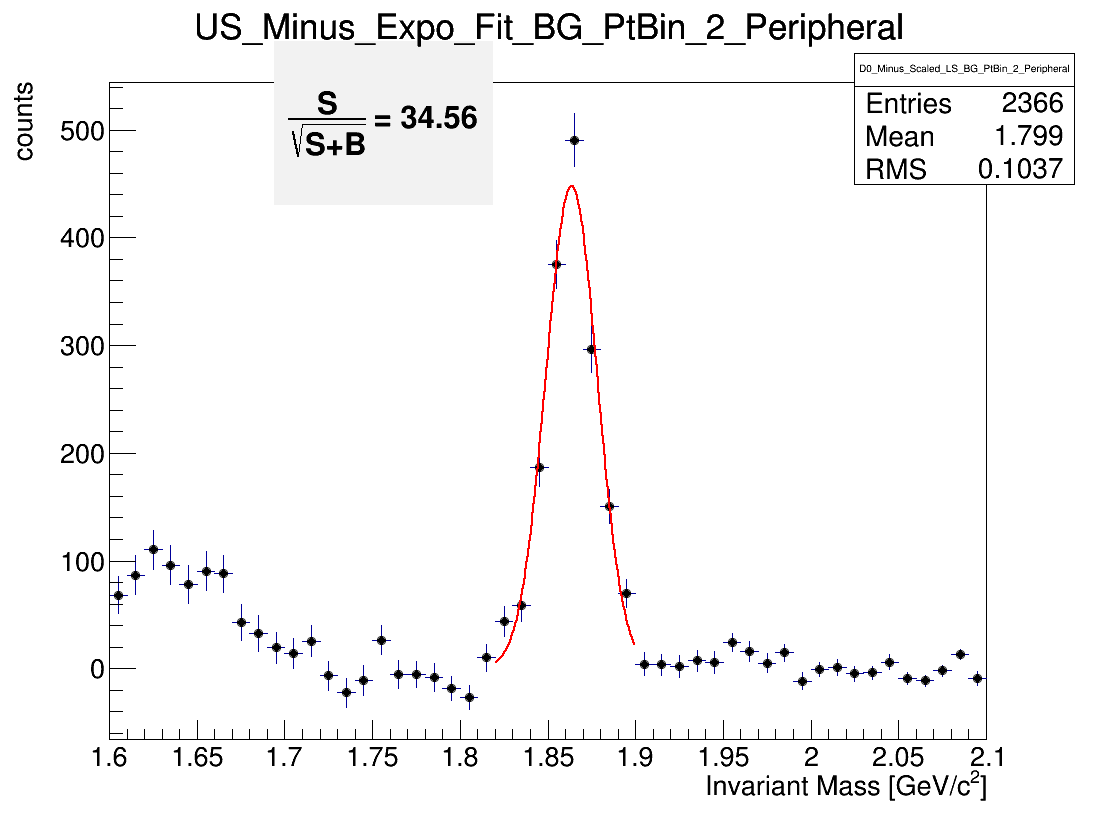 US_Minus_Expo_Fit_BG_PtBin_2_Peripheral
D0_Minus_Scaled_LS_BG_PtBin_2_Peripheral
Entries 2366
Mean 1.799
RMS 0.1037
S/√S+B = 34.56
counts
500
400
300
200
100
0
1.6 1.65 1.7 1.75 1.8 1.85 1.9 1.95 2 2.05 2.1
Invariant Mass [GeV/c²]